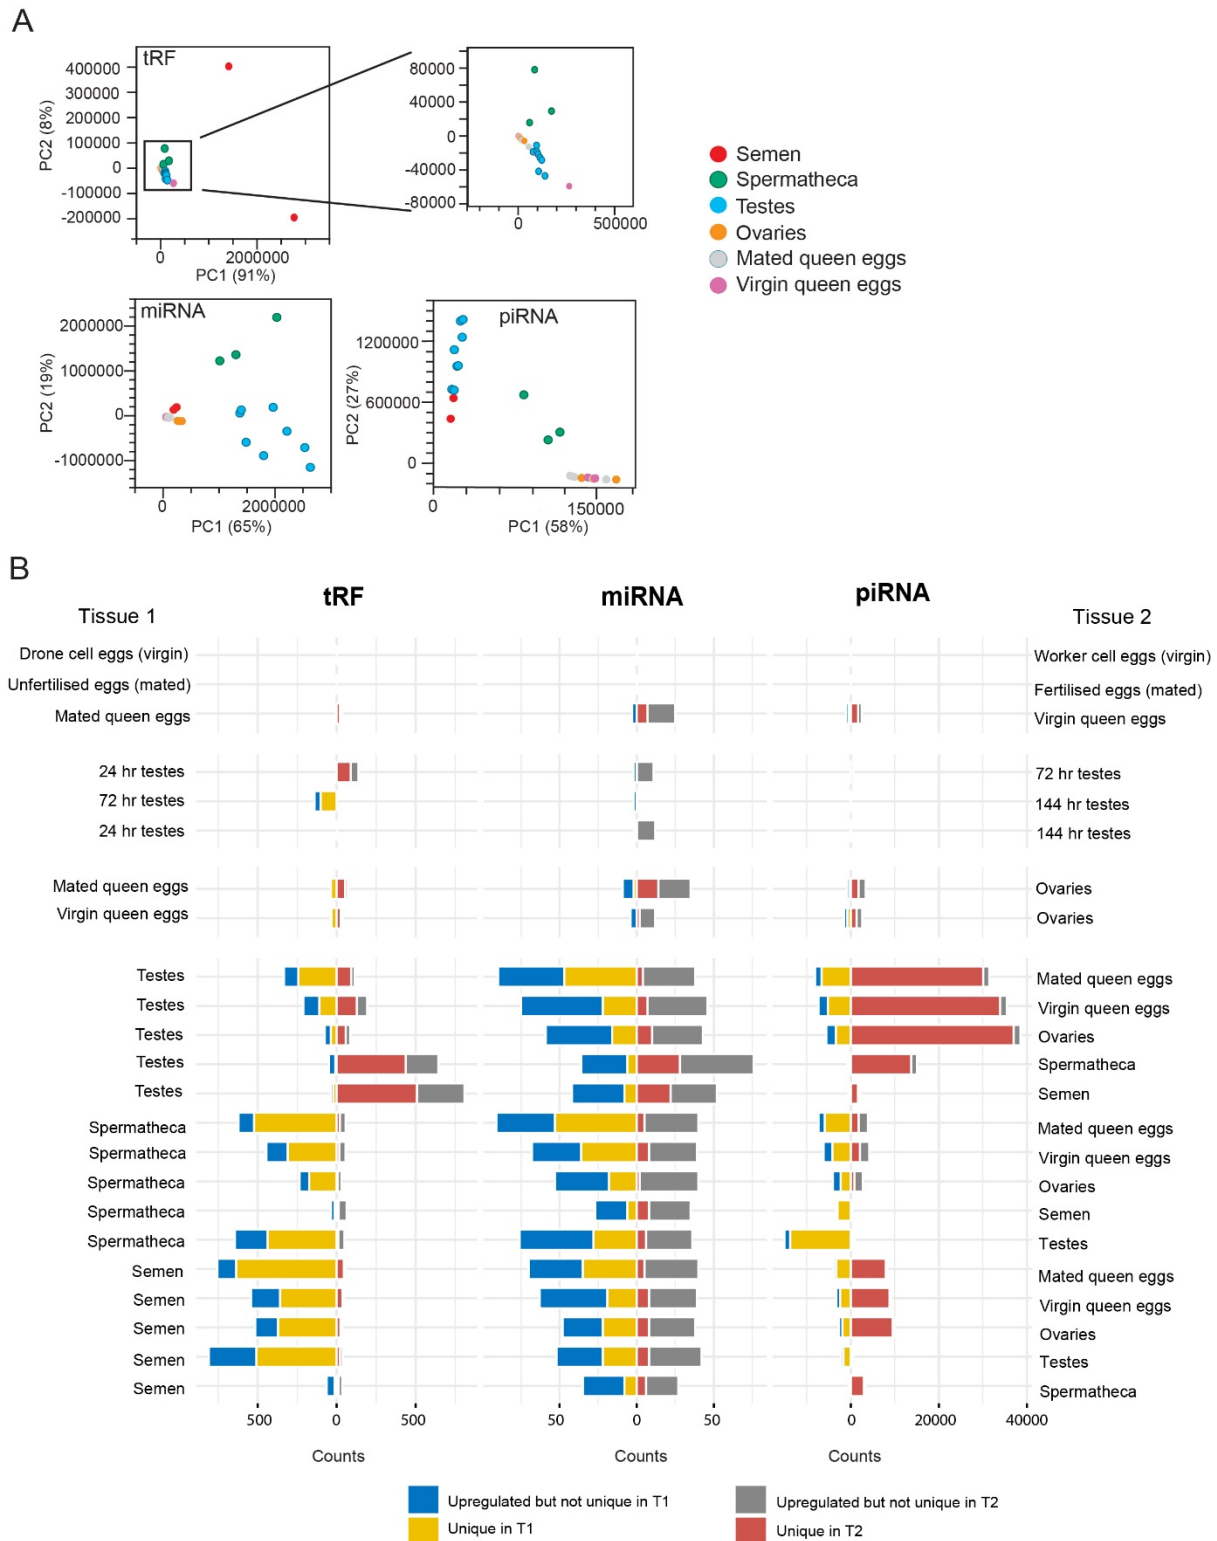 A
tRF
400000
300000
200000
100000
0
-100000
-200000
PC2 (8%)
0
2000000
PC1 (91%)
80000
40000
0
-40000
-80000
0
500000
Semen
Spermatheca
Testes
Ovaries
Mated queen eggs
Virgin queen eggs
miRNA
2000000
1000000
0
-1000000
PC2 (19%)
0
2000000
PC1 (65%)
piRNA
1200000
600000
0
PC2 (27%)
0
150000
PC1 (58%)
B
tRF
miRNA
piRNA
Tissue 1
Tissue 2
Drone cell eggs (virgin)
Worker cell eggs (virgin)
Unfertilised eggs (mated)
Fertilised eggs (mated)
Mated queen eggs
Virgin queen eggs
24 hr testes
72 hr testes
72 hr testes
144 hr testes
24 hr testes
144 hr testes
Mated queen eggs
Ovaries
Virgin queen eggs
Ovaries
Testes
Mated queen eggs
Testes
Virgin queen eggs
Testes
Ovaries
Testes
Spermatheca
Testes
Semen
Spermatheca
Mated queen eggs
Spermatheca
Virgin queen eggs
Spermatheca
Ovaries
Spermatheca
Semen
Spermatheca
Testes
Semen
Mated queen eggs
Semen
Virgin queen eggs
Semen
Ovaries
Semen
Testes
Semen
Spermatheca
500 0 500
50 0 50
0 20000 40000
Counts
Counts
Counts
Upregulated but not unique in T1
Upregulated but not unique in T2
Unique in T1
Unique in T2